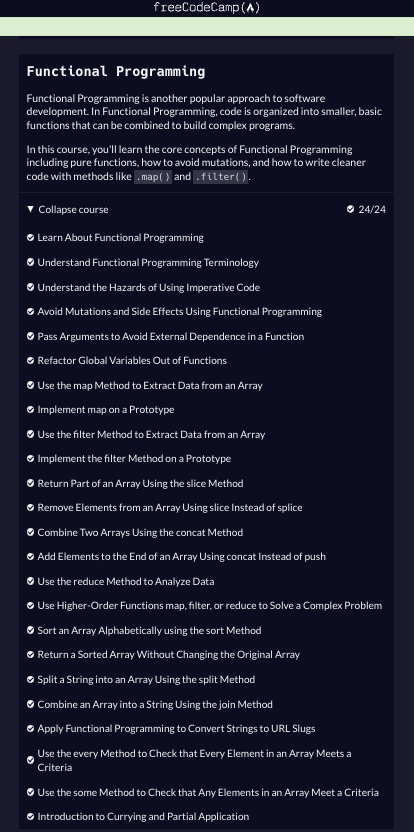 freeCodeCamp
Functional Programming
Functional Programming is another popular approach to software
development. In Functional Programming, code is organized into smaller, basic
functions that can be combined to build complex programs.
In this course, you'll learn the core concepts of Functional Programming
including pure functions, how to avoid mutations, and how to write cleaner
code with methods like .map() and .filter().
Collapse course 24/24
Learn About Functional Programming
Understand Functional Programming Terminology
Understand the Hazards of Using Imperative Code
Avoid Mutations and Side Effects Using Functional Programming
Pass Arguments to Avoid External Dependence in a Function
Refactor Global Variables Out of Functions
Use the map Method to Extract Data from an Array
Implement map on a Prototype
Use the filter Method to Extract Data from an Array
Implement the filter Method on a Prototype
Return Part of an Array Using the slice Method
Remove Elements from an Array Using slice Instead of splice
Combine Two Arrays Using the concat Method
Add Elements to the End of an Array Using concat Instead of push
Use the reduce Method to Analyze Data
Use Higher-Order Functions map, filter, or reduce to Solve a Complex Problem
Sort an Array Alphabetically using the sort Method
Return a Sorted Array Without Changing the Original Array
Split a String into an Array Using the split Method
Combine an Array into a String Using the join Method
Apply Functional Programming to Convert Strings to URL Slugs
Use the every Method to Check that Every Element in an Array Meets a
Criteria
Use the some Method to Check that Any Elements in an Array Meet a Criteria
Introduction to Currying and Partial Application